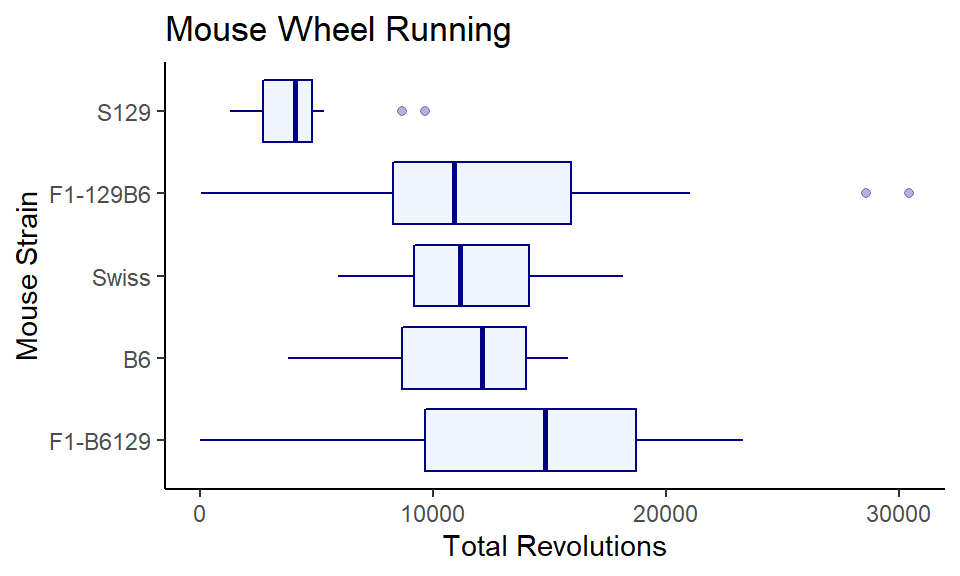 Mouse Wheel Running
Mouse Strain
S129
F1-129B6
Swiss
B6
F1-B6129
0 10000 20000 30000
Total Revolutions